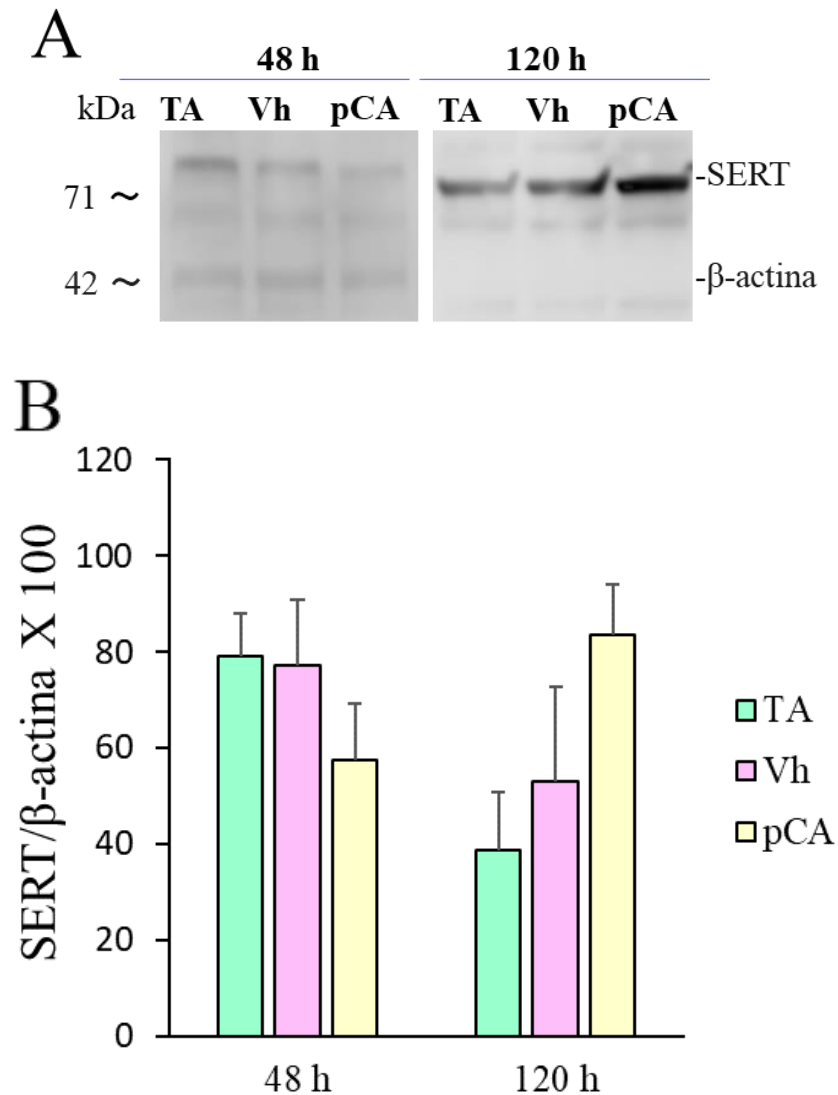 A
48 h 120 h
kDa TA Vh pCA TA Vh pCA
-SERT
71 ~
42 ~ -β-actina
B
SERT/β-actina X 100
120
100
80
60
40
20
0
48 h 120 h
TA
Vh
pCA